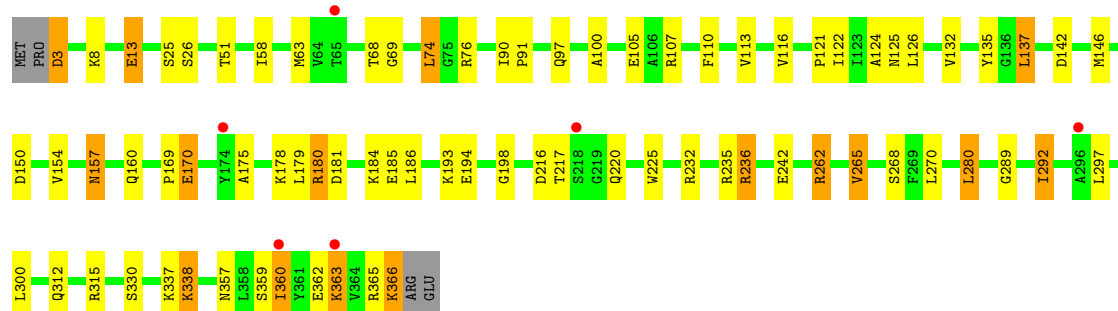 MET PRO D3 K8 E13 S25 S26 T51 I58 M63 V64 T65 T68 G69 L74 G75 R76 I90 P91 Q97 A100 E105 A106 R107 F110 V113 V116 P121 I122 I123 A124 N125 L126 V132 Y135 G136 L137 D142 M146
D150 V154 N157 Q160 P169 E170 Y174 A175 K178 L179 R180 D181 K184 E185 L186 K193 E194 G198 D216 T217 S218 G219 Q220 W225 R232 R235 R236 E242 R262 V265 S268 F269 L270 L280 G289 I292 A296 L297
L300 Q312 R315 S330 K337 K338 N357 L358 S359 I360 Y361 E362 K363 V364 R365 K366 ARG GLU